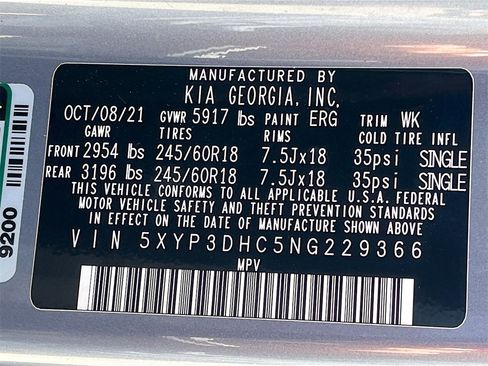 MANUFACTURED BY
KIA GEORGIA, INC.
OCT/08/21 GVWR 5917 lbs PAINT ERG TRIM WK
GAWR TIRES RIMS COLD TIRE INFL
FRONT 2954 lbs 245/60R18 7.5Jx18 35psi SINGLE
REAR 3196 lbs 245/60R18 7.5Jx18 35psi SINGLE
THIS VEHICLE CONFORMS TO ALL APPLICABLE U.S.A. FEDERAL
MOTOR VEHICLE SAFETY AND THEFT PREVENTION STANDARDS
IN EFFECT ON THE DATE OF MANUFACTURE SHOWN ABOVE
VIN 5XYP3DHC5NG229366
MPV
9200